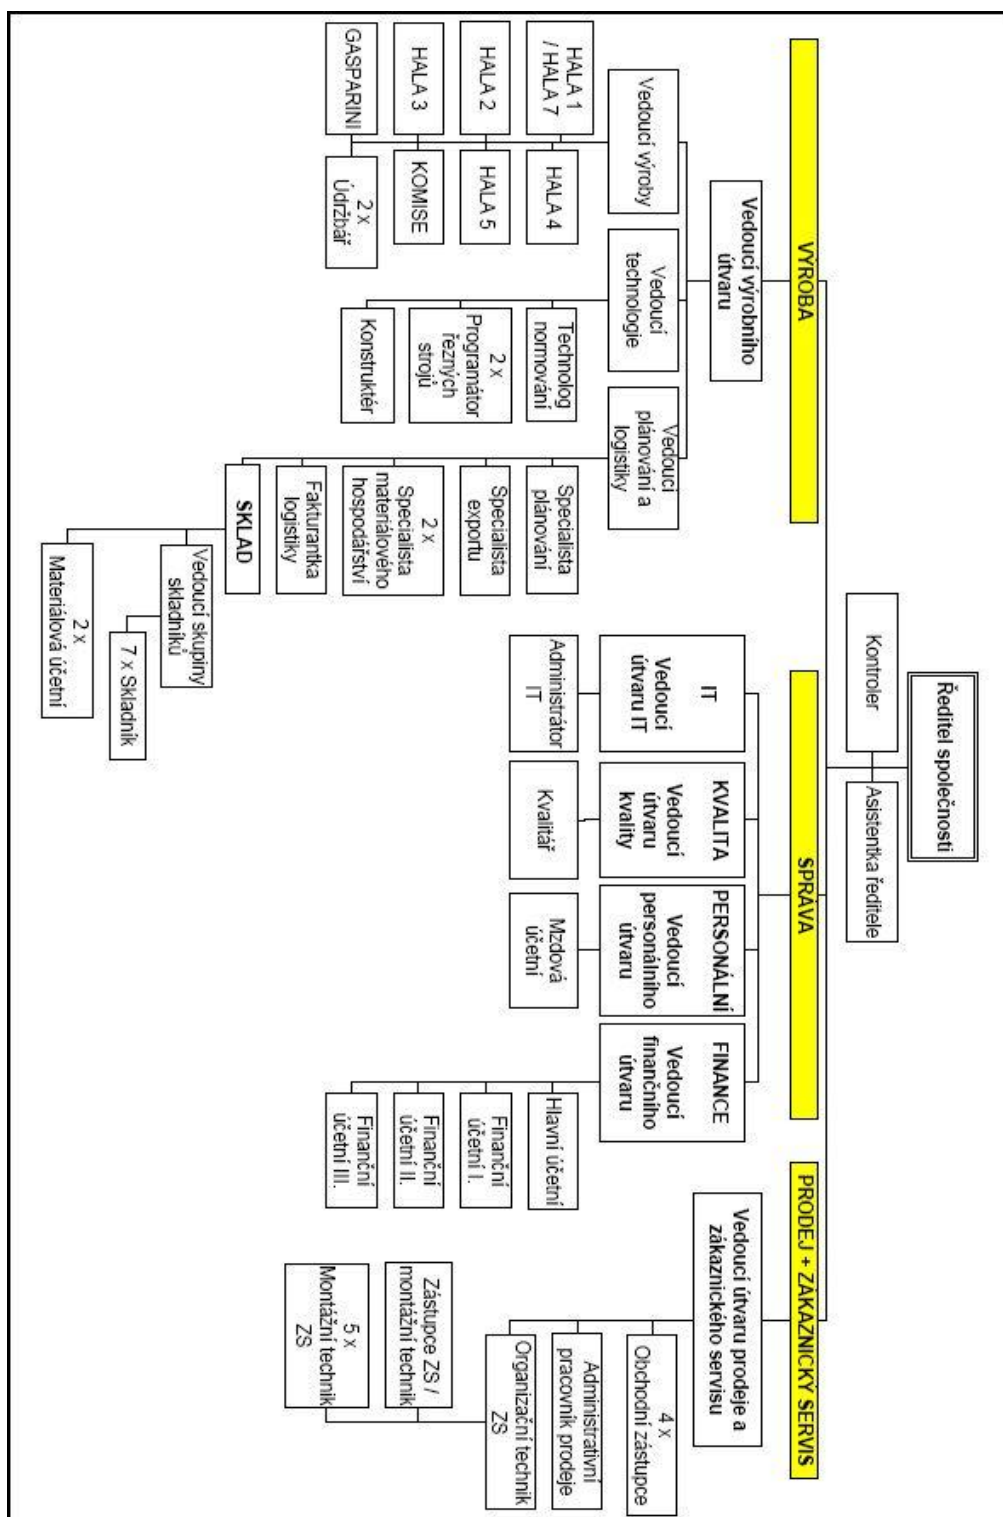 Ředitel společnosti
Kontroler
Asistentka ředitele
VÝROBA
SPRÁVA
PRODEJ + ZÁKAZNICKÝ SERVIS
Vedoucí výrobního
útvaru
Vedoucí výroby
HALA 1
/ HALA 7
HALA 4
HALA 2
HALA 5
HALA 3
KOMISE
GASPARINI
2 x
Údržbář
Vedoucí
technologie
Technolog
normování
2 x
Programátor
řezných
strojů
Konstruktér
Vedoucí
plánování a
logistiky
Specialista
plánování
Specialista
exportu
2 x
Specialista
materiálového
hospodářství
Fakturantka
logistiky
SKLAD
Vedoucí skupiny
skladníků
7 x Skladník
2 x
Materiálová účetní
IT
Vedoucí
útvaru IT
Administrátor
IT
KVALITA
Vedoucí
útvaru
kvality
Kvalitář
PERSONÁLNÍ
Vedoucí
personálního
útvaru
Mzdová
účetní
FINANCE
Vedoucí
finančního
útvaru
Hlavní účetní
Finanční
účetní I.
Finanční
účetní II.
Finanční
účetní III.
Vedoucí útvaru prodeje a
zákaznického servisu
4 x
Obchodní zástupce
Administrativní
pracovník prodeje
Organizační technik
ZS
Zástupce ZS /
montážní technik
5 x
Montážní technik
ZS